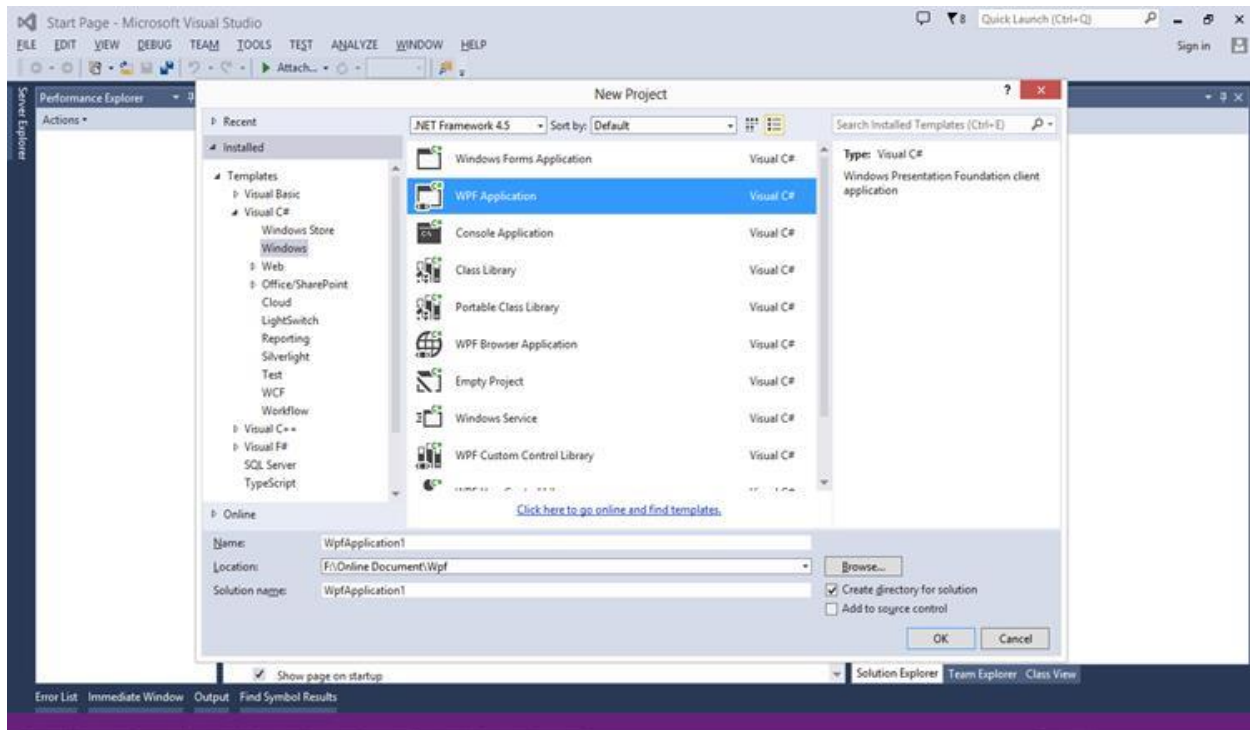 Start Page - Microsoft Visual Studio
8 Quick Launch (Ctrl+Q)
FILE EDIT VIEW DEBUG TEAM TOOLS TEST ANALYZE WINDOW HELP
Sign in
Attach...
Server Explorer
Performance Explorer
Actions
New Project
?
Recent
Installed
Templates
Visual Basic
Visual C#
Windows Store
Windows
Web
Office/SharePoint
Cloud
LightSwitch
Reporting
Silverlight
Test
WCF
Workflow
Visual C++
Visual F#
SQL Server
TypeScript
Online
.NET Framework 4.5 Sort by: Default
Windows Forms Application Visual C#
WPF Application Visual C#
Console Application Visual C#
Class Library Visual C#
Portable Class Library Visual C#
WPF Browser Application Visual C#
Empty Project Visual C#
Windows Service Visual C#
WPF Custom Control Library Visual C#
Click here to go online and find templates.
Search Installed Templates (Ctrl+E)
Type: Visual C#
Windows Presentation Foundation client
application
Name: WpfApplication1
Location: F:\Online Document\Wpf
Browse...
Solution name: WpfApplication1
Create directory for solution
Add to source control
OK Cancel
Show page on startup
Solution Explorer Team Explorer Class View
Error List Immediate Window Output Find Symbol Results